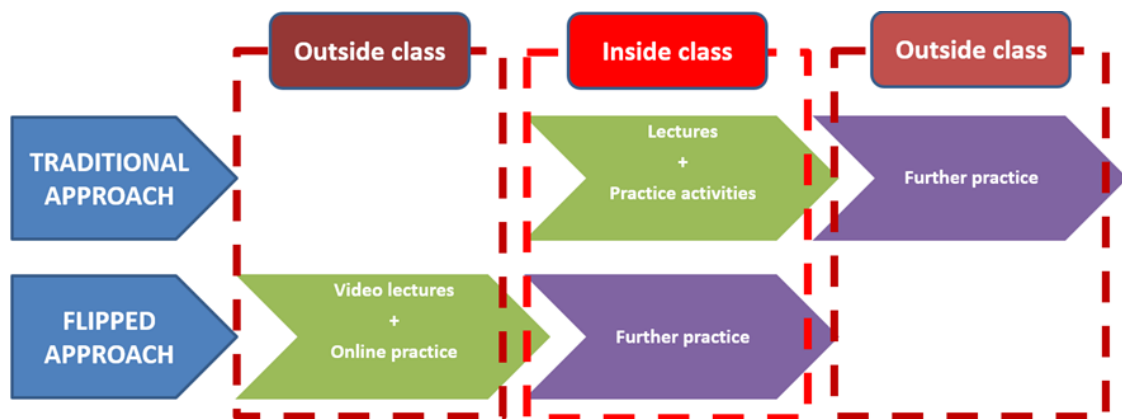 Outside class
Inside class
Outside class
TRADITIONAL
APPROACH
Lectures
+
Practice activities
Further practice
FLIPPED
APPROACH
Video lectures
+
Online practice
Further practice